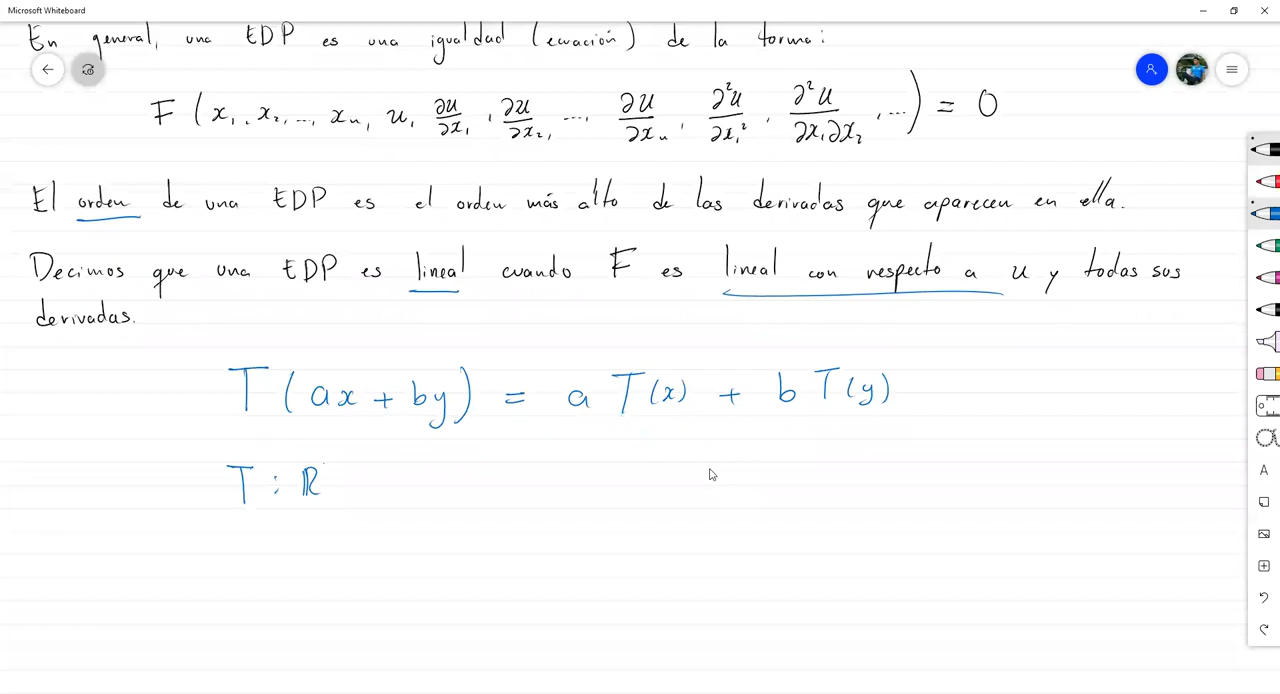 Microsoft Whiteboard
En general, una EDP es una igualdad (ecuación) de la forma:
F(x₁, x₂, ..., xₙ, u, ∂u/∂x₁, ∂u/∂x₂, ..., ∂u/∂xₙ, ∂²u/∂x₁², ∂²u/∂x₁∂x₂, ...) = 0
El orden de una EDP es el orden más alto de las derivadas que aparecen en ella.
Decimos que una EDP es lineal cuando F es lineal con respecto a u y todas sus
derivadas.
T(ax + by) = a T(x) + b T(y)
T : ℝ
A